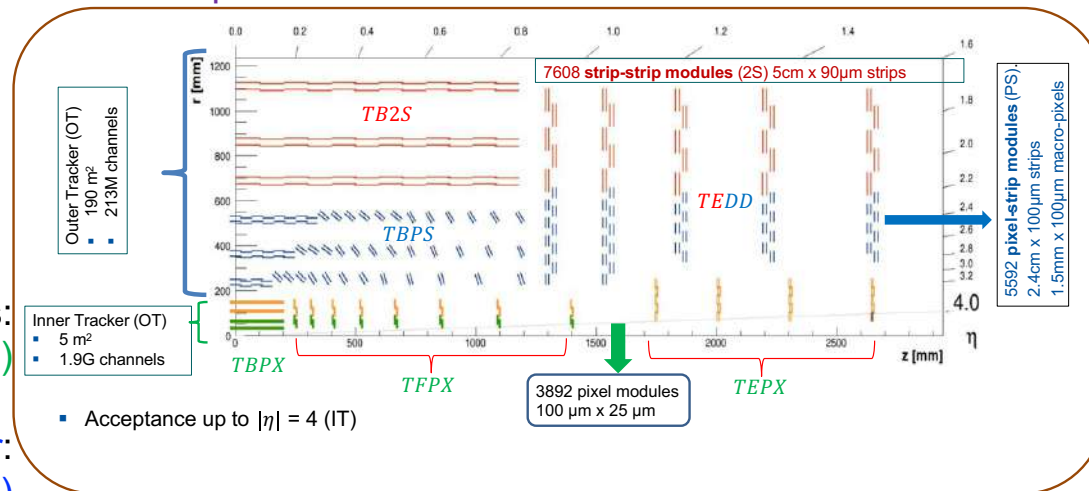 0.0 0.2 0.4 0.6 0.8 1.0 1.2 1.4
1.6
1.8
2.0
2.2
2.4
2.6
2.8
3.2
4.0
η
r [mm]
1200
1000
800
600
400
200
0
0 500 1000 1500 2000 2500
z [mm]
7608 strip-strip modules (2S) 5cm x 90µm strips
TB2S
TBPS
TEDD
Outer Tracker (OT)
▪ 190 m²
▪ 213M channels
5592 pixel-strip modules (PS).
2.4cm x 100µm strips
1.5mm x 100µm macro-pixels
Inner Tracker (OT)
▪ 5 m²
▪ 1.9G channels
TBPX
TFPX
TEPX
3892 pixel modules
100 µm x 25 µm
▪ Acceptance up to |η| = 4 (IT)
s:
)
r:
)